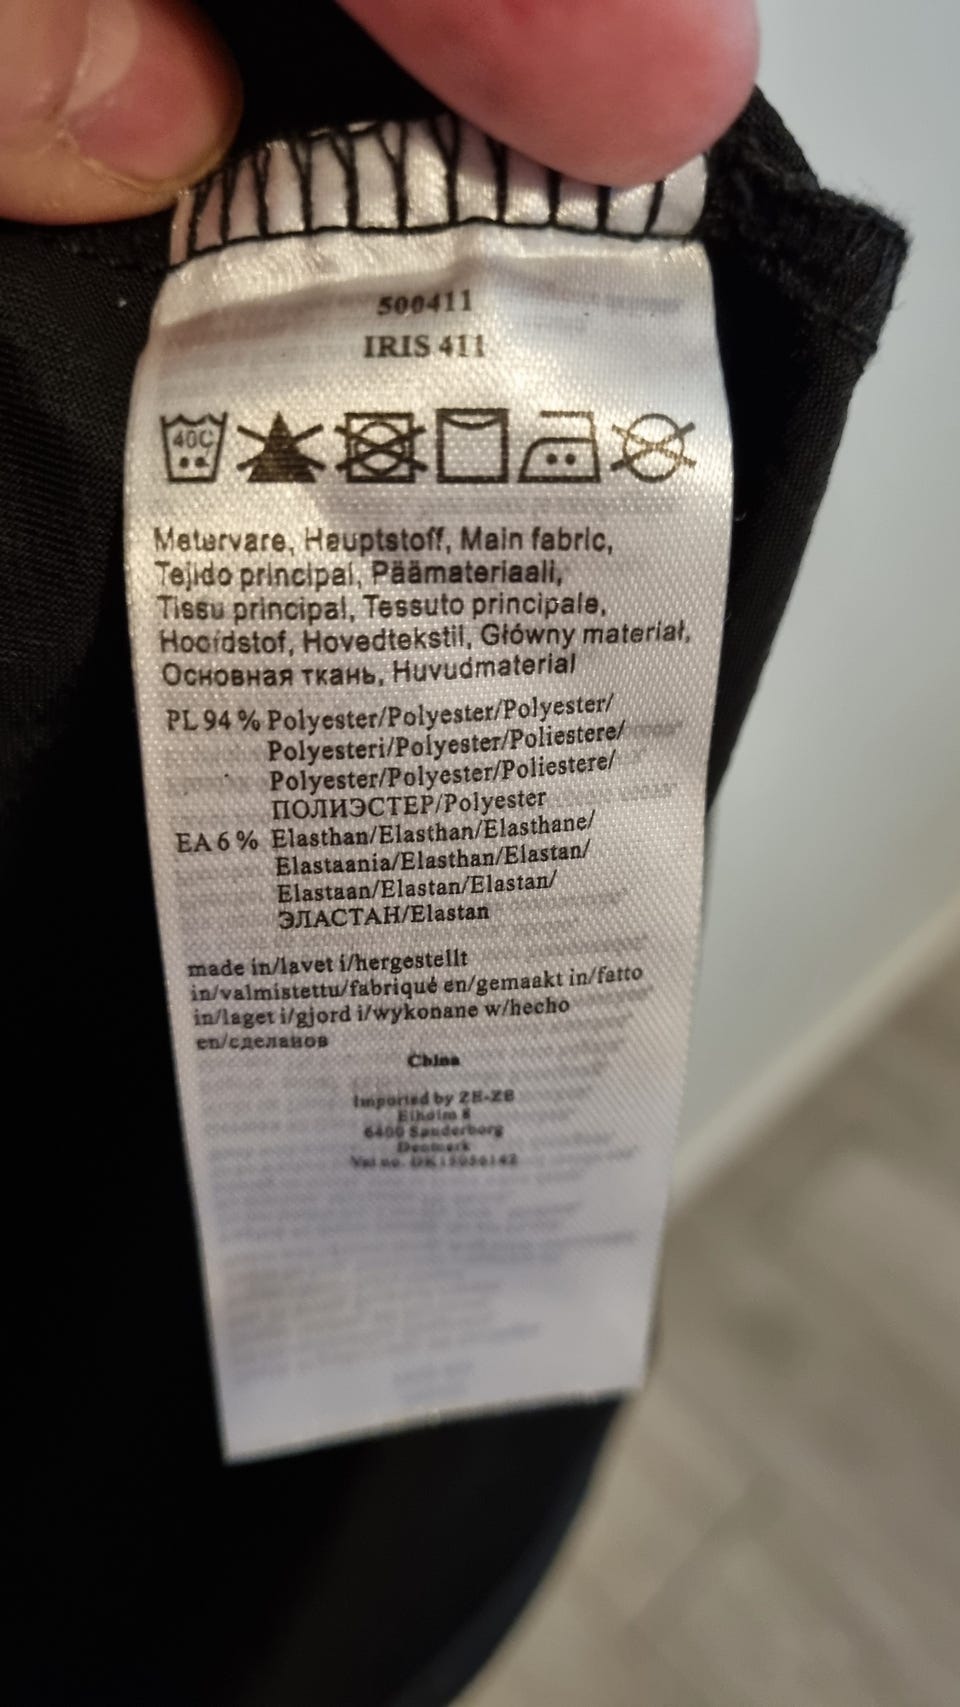 500411
IRIS 411
40C
Metervare, Hauptstoff, Main fabric,
Tejido principal, Päämateriaali,
Tissu principal, Tessuto principale,
Hoofdstof, Hovedtekstil, Główny materiał,
Основная ткань, Huvudmaterial
PL 94 % Polyester/Polyester/Polyester/
Polyesteri/Polyester/Poliestere/
Polyester/Polyester/Poliestere/
ПОЛИЭСТЕР/Polyester
EA 6 % Elasthan/Elasthan/Elasthane/
Elastaania/Elasthan/Elastan/
Elastaan/Elastan/Elastan/
ЭЛАСТАН/Elastan
made in/lavet i/hergestellt
in/valmistettu/fabriqué en/gemaakt in/fatto
in/laget i/gjord i/wykonane w/hecho
en/сделанов
China
Imported by ZE-ZE
Elholm 8
6400 Sønderborg
Denmark
Vat no.